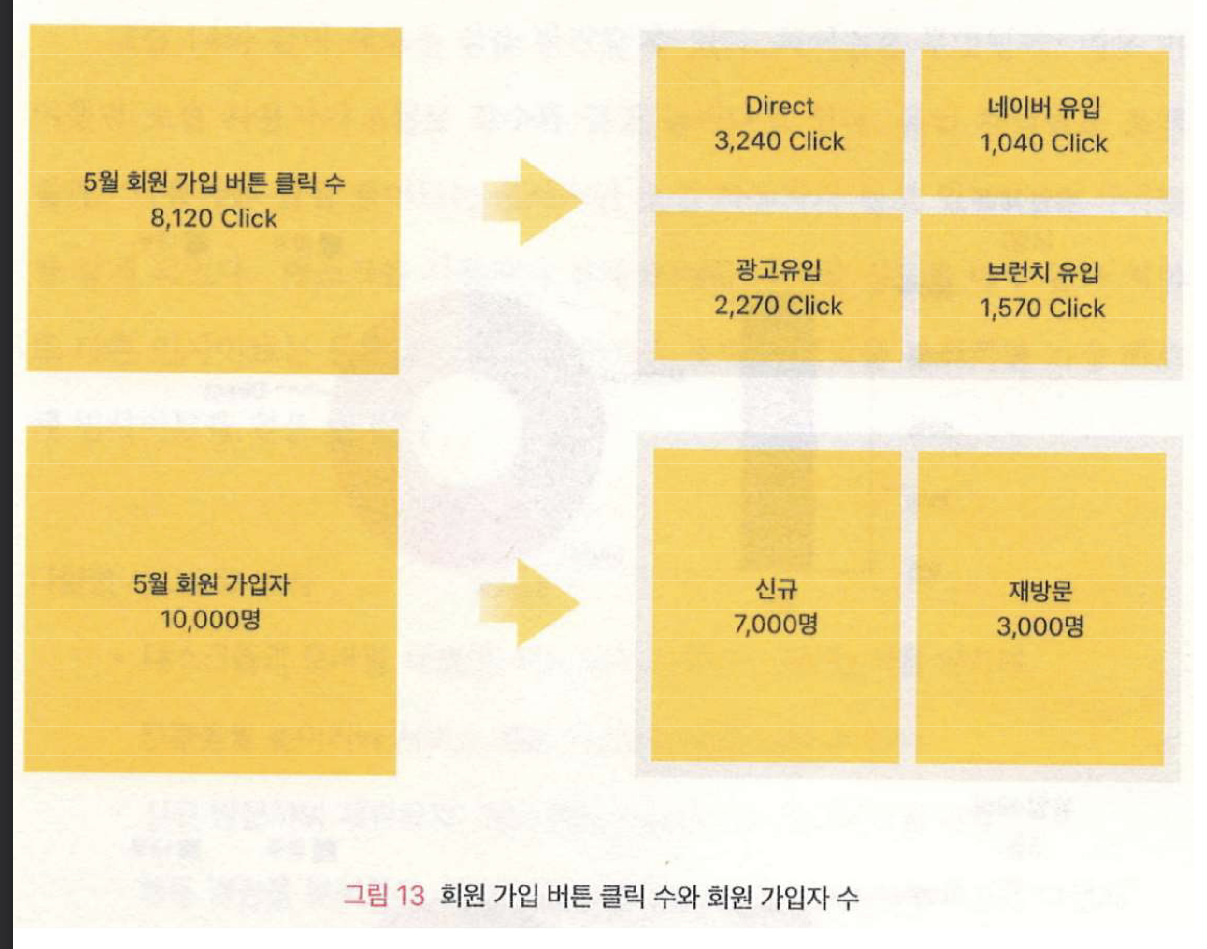 5월 회원 가입 버튼 클릭 수
8,120 Click
Direct
3,240 Click
네이버 유입
1,040 Click
광고유입
2,270 Click
브런치 유입
1,570 Click
5월 회원 가입자
10,000명
신규
7,000명
재방문
3,000명
그림 13 회원 가입 버튼 클릭 수와 회원 가입자 수